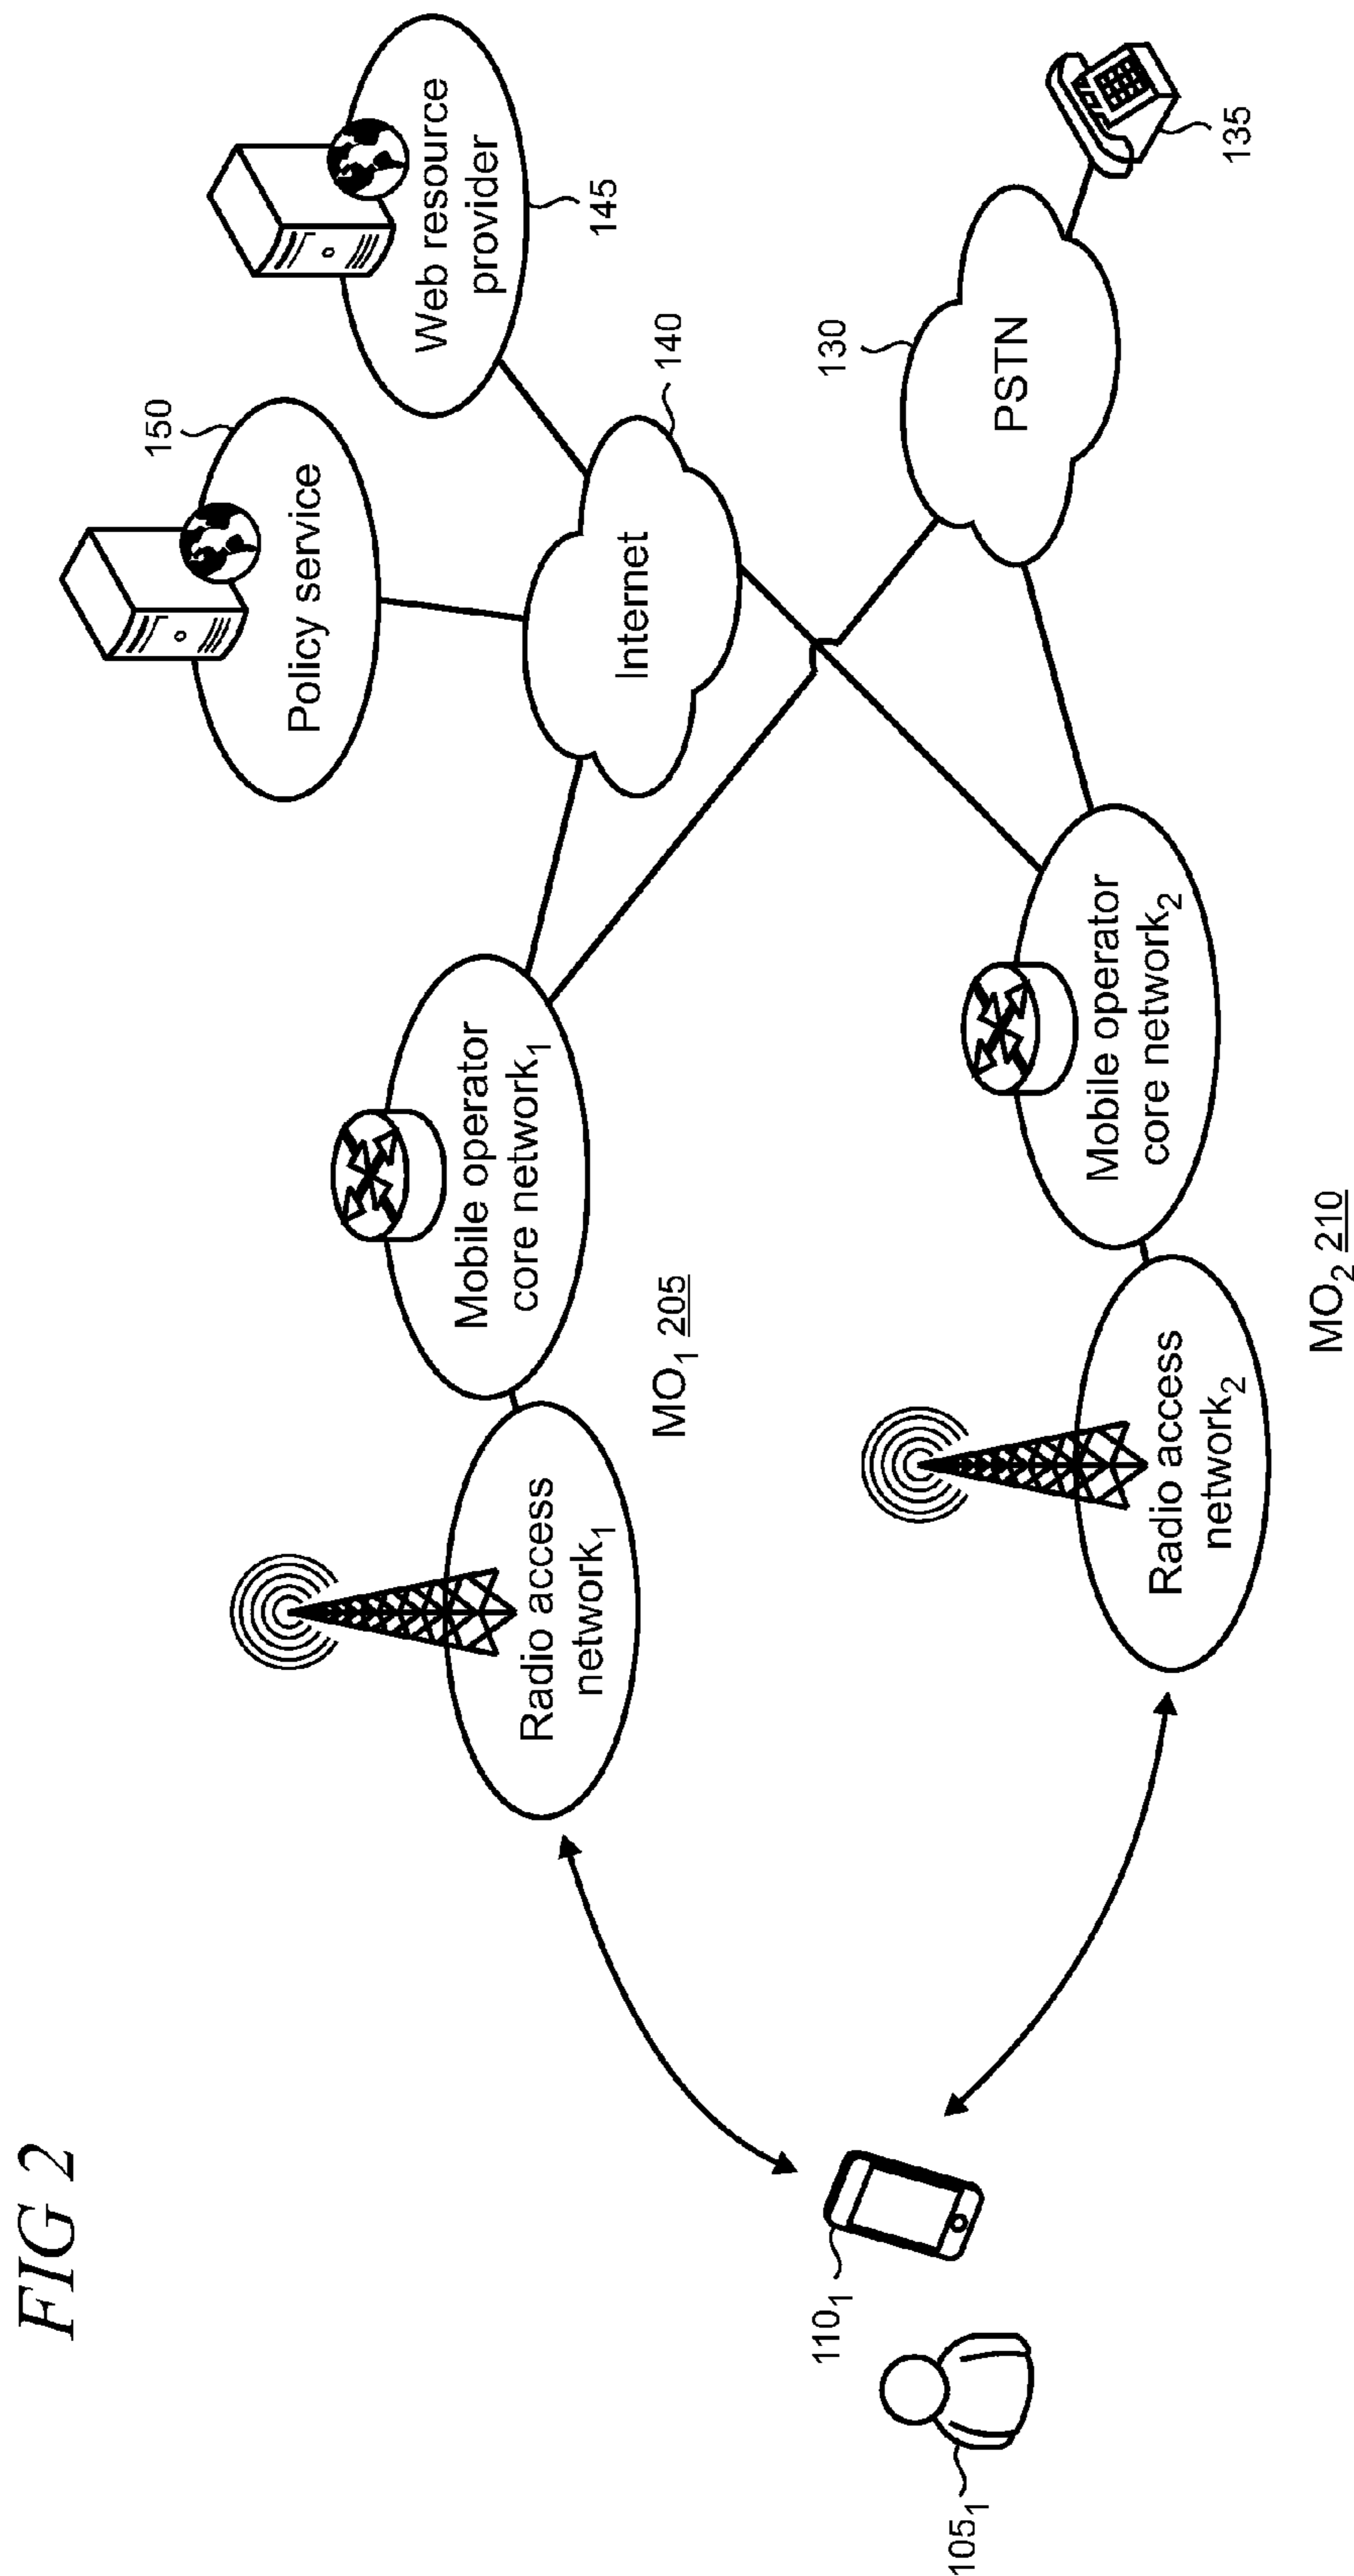 FIG 2
150
Policy service
Web resource
provider
145
Internet
140
130
PSTN
135
Mobile operator
core network₁
MO₁ 205
Radio access
network₁
Mobile operator
core network₂
MO₂ 210
Radio access
network₂
110₁
105₁